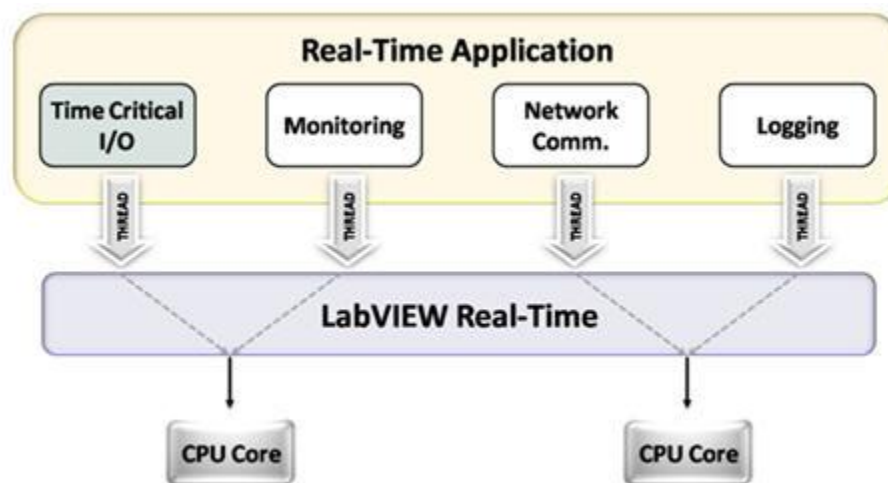 Real-Time Application
Time Critical
I/O
Monitoring
Network
Comm.
Logging
THREAD
THREAD
THREAD
THREAD
LabVIEW Real-Time
CPU Core
CPU Core